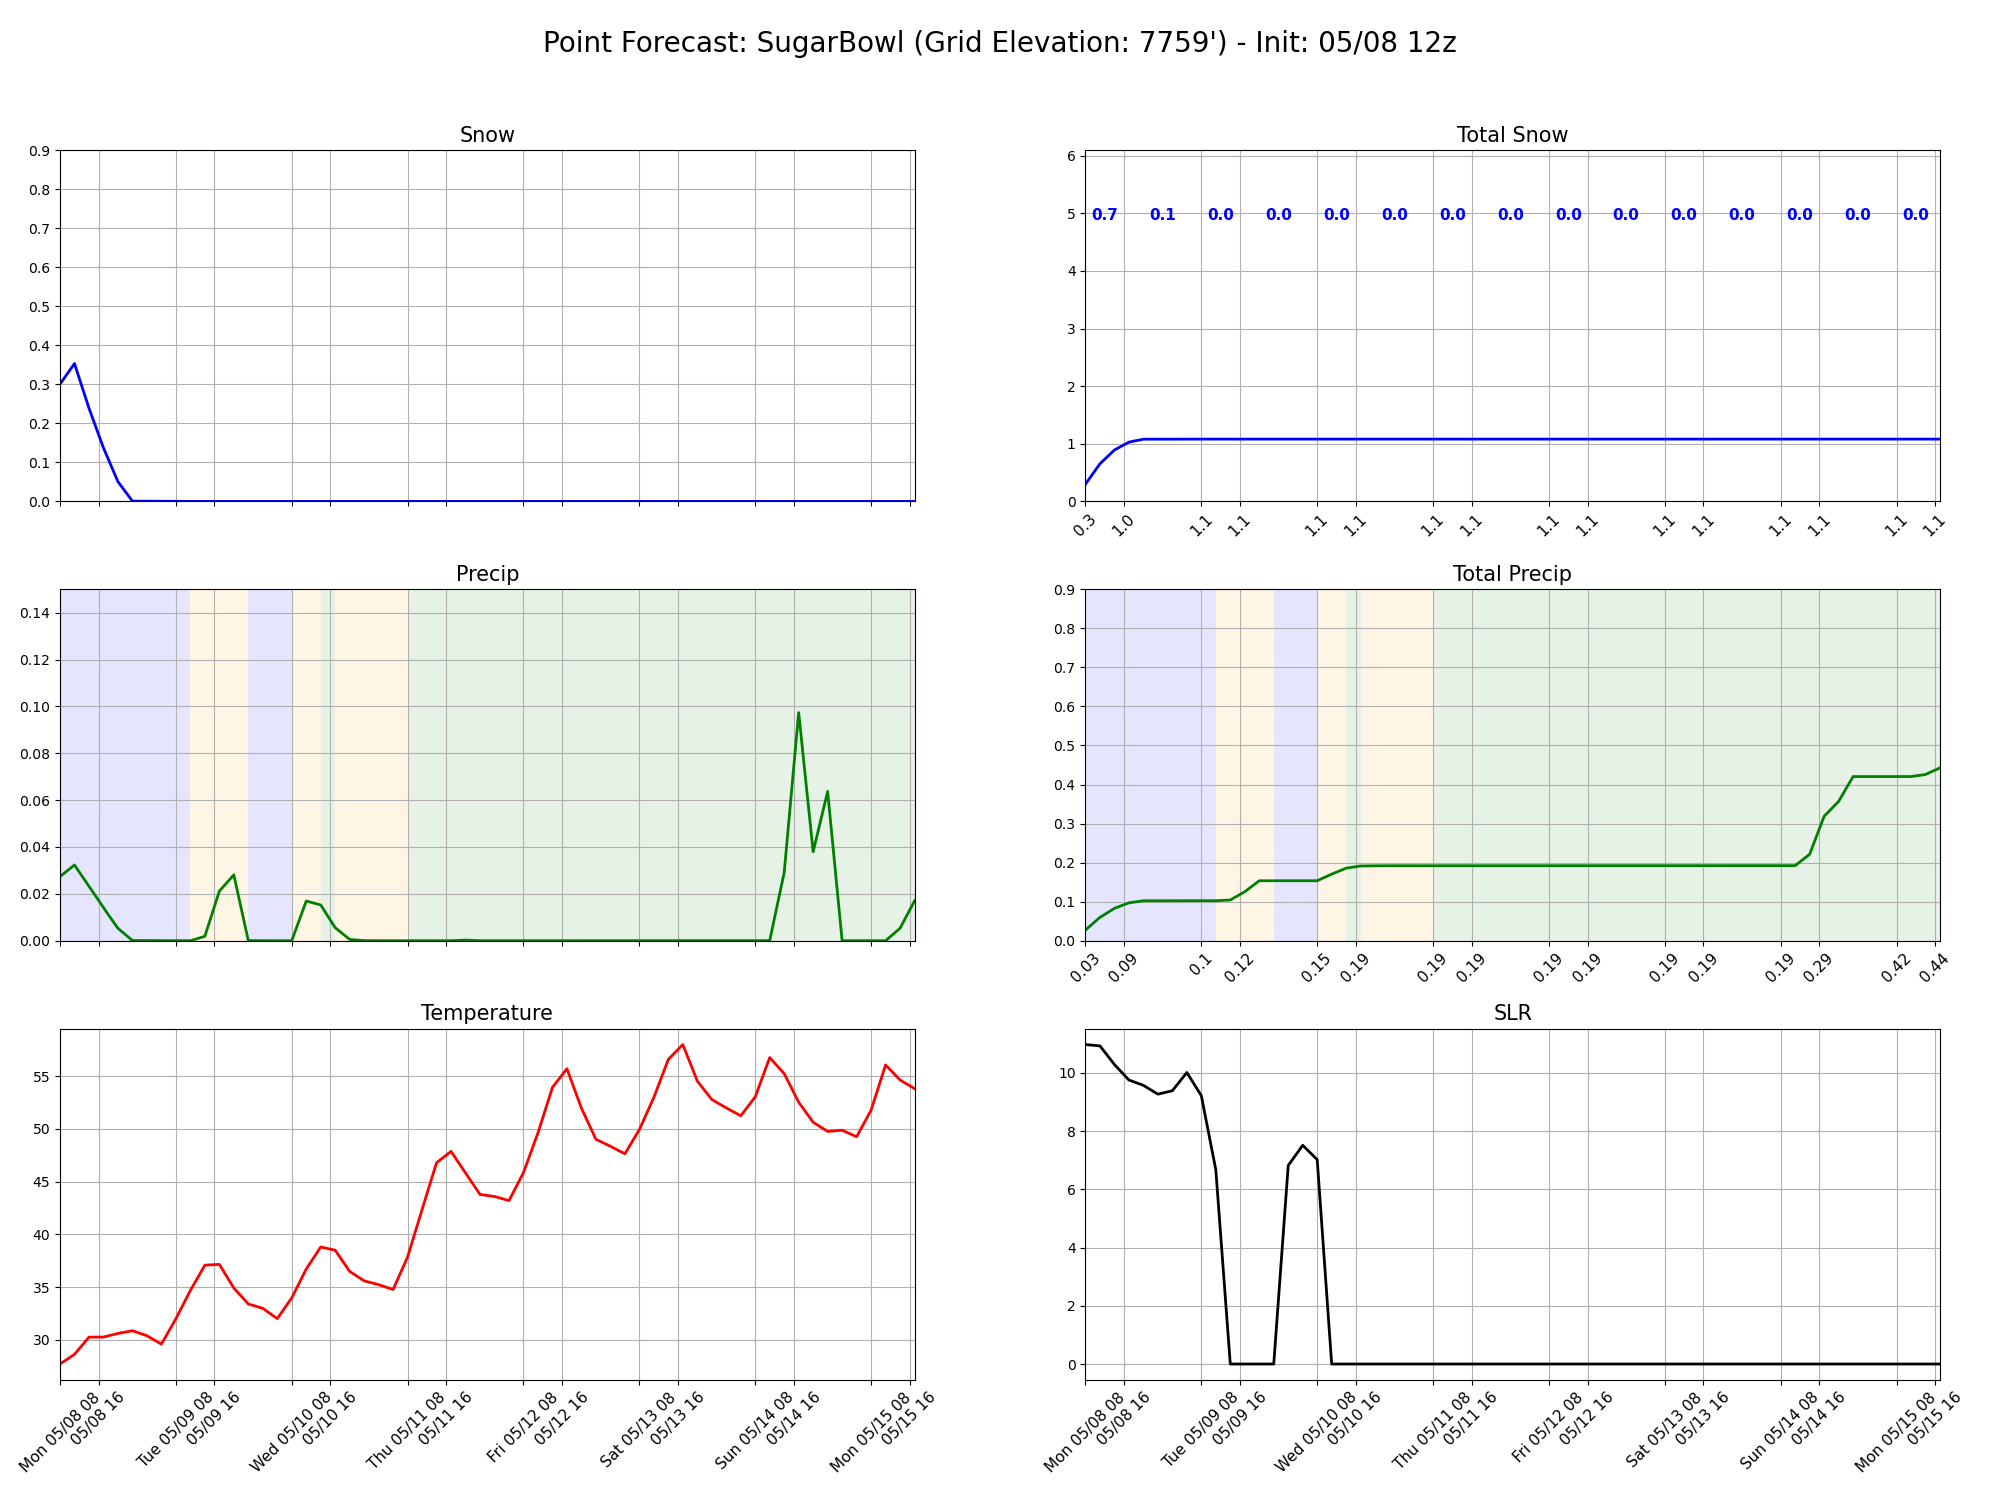 Point Forecast: SugarBowl (Grid Elevation: 7759') - Init: 05/08 12z
Snow
0.9
0.8
0.7
0.6
0.5
0.4
0.3
0.2
0.1
0.0
Total Snow
6
5
4
3
2
1
0
0.7 0.1 0.0 0.0 0.0 0.0 0.0 0.0 0.0 0.0 0.0 0.0 0.0 0.0 0.0
0.3 1.0 1.1 1.1 1.1 1.1 1.1 1.1 1.1 1.1 1.1 1.1 1.1 1.1 1.1 1.1
Precip
0.14
0.12
0.10
0.08
0.06
0.04
0.02
0.00
Total Precip
0.9
0.8
0.7
0.6
0.5
0.4
0.3
0.2
0.1
0.0
0.03 0.09 0.1 0.12 0.15 0.19 0.19 0.19 0.19 0.19 0.19 0.19 0.19 0.29 0.42 0.44
Temperature
55
50
45
40
35
30
Mon 05/08 08
05/08 16
Tue 05/09 08
05/09 16
Wed 05/10 08
05/10 16
Thu 05/11 08
05/11 16
Fri 05/12 08
05/12 16
Sat 05/13 08
05/13 16
Sun 05/14 08
05/14 16
Mon 05/15 08
05/15 16
SLR
10
8
6
4
2
0
Mon 05/08 08
05/08 16
Tue 05/09 08
05/09 16
Wed 05/10 08
05/10 16
Thu 05/11 08
05/11 16
Fri 05/12 08
05/12 16
Sat 05/13 08
05/13 16
Sun 05/14 08
05/14 16
Mon 05/15 08
05/15 16